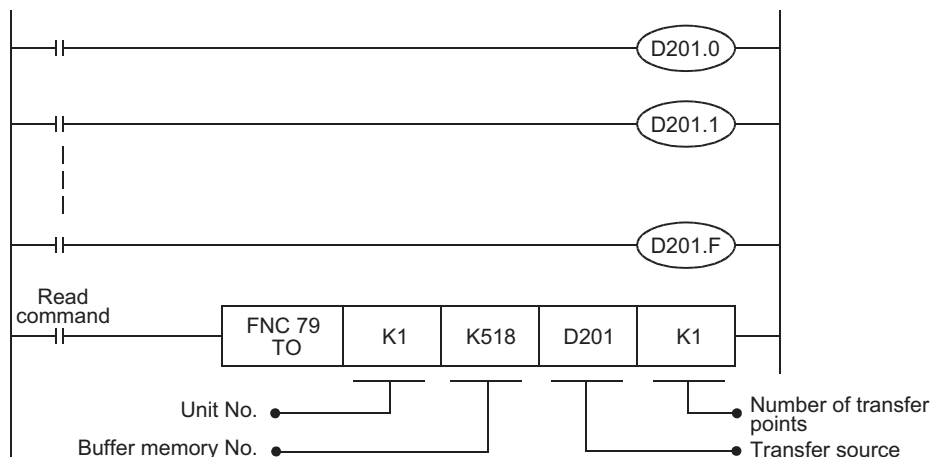 D201.0
D201.1
D201.F
Read
command
FNC 79
TO
K1
K518
D201
K1
Unit No.
Number of transfer
points
Buffer memory No.
Transfer source